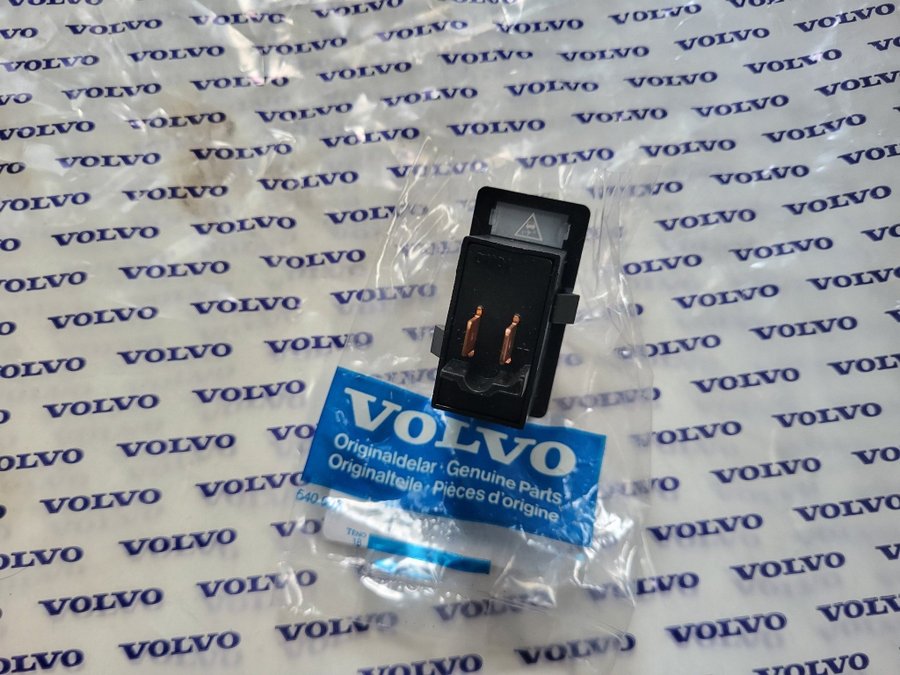 VOLVO
Originaldelar · Genuine Parts
Originalteile · Pièces d'origine